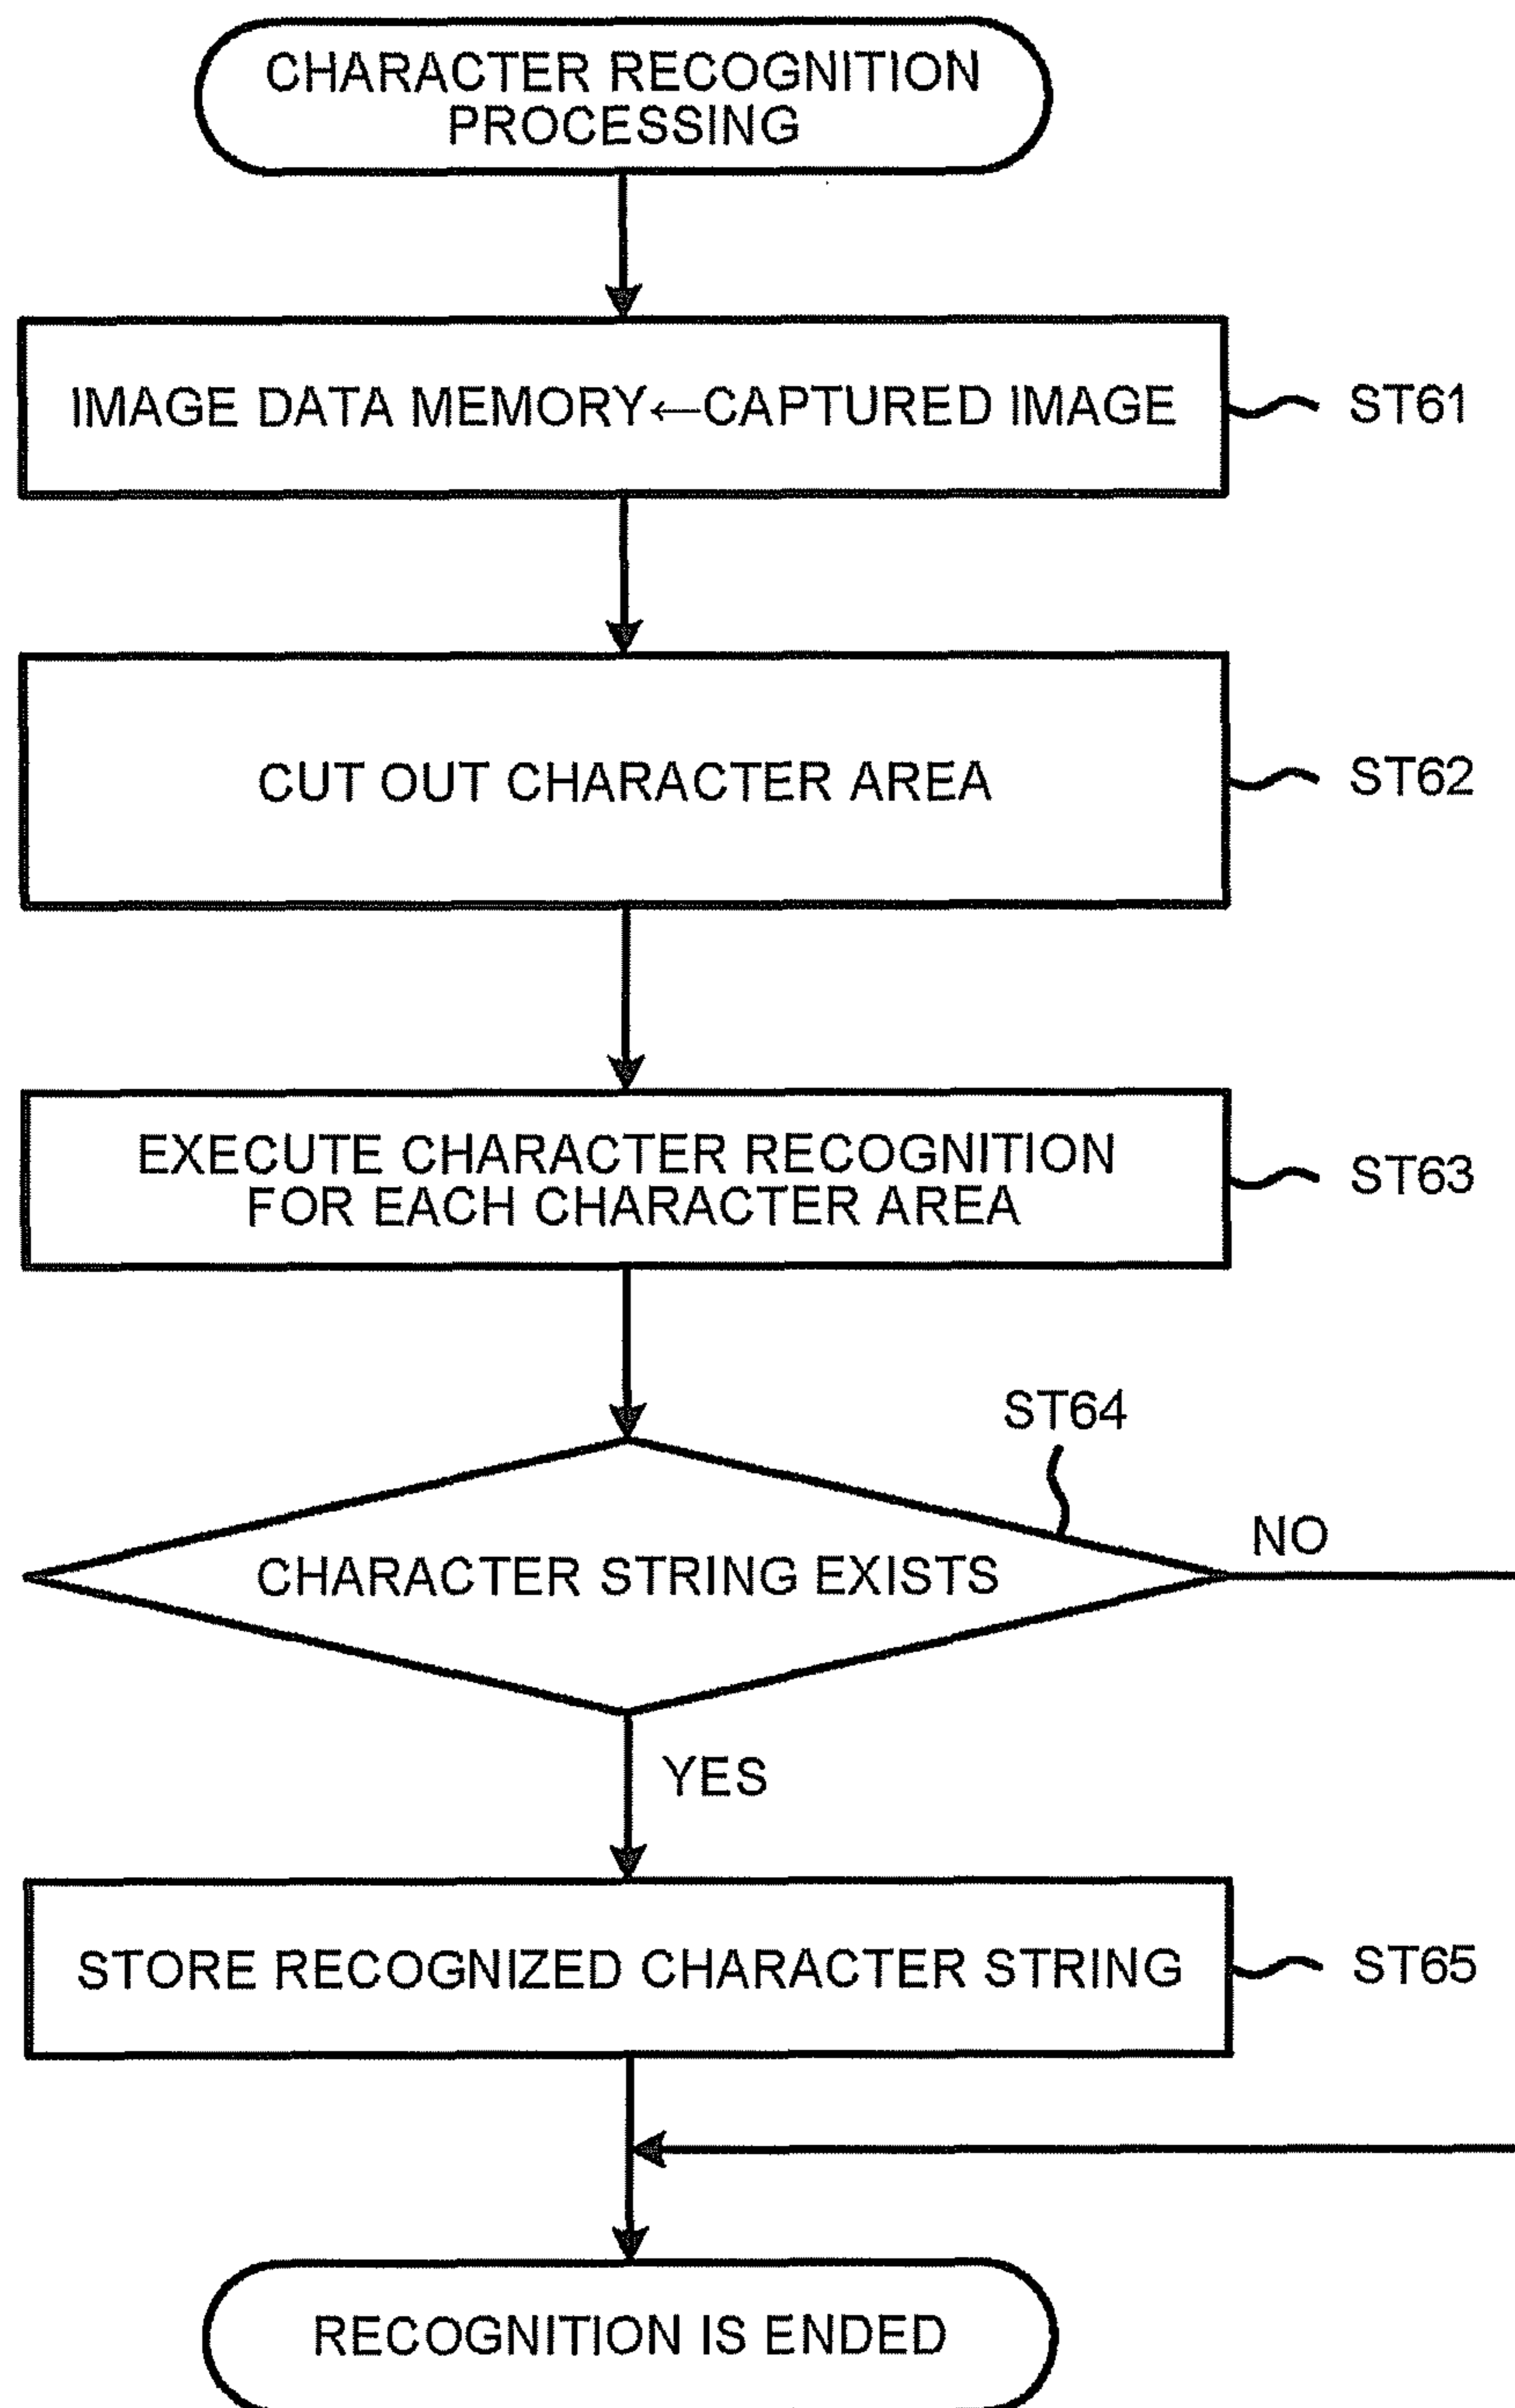 CHARACTER RECOGNITION
PROCESSING
IMAGE DATA MEMORY←CAPTURED IMAGE
ST61
CUT OUT CHARACTER AREA
ST62
EXECUTE CHARACTER RECOGNITION
FOR EACH CHARACTER AREA
ST63
ST64
NO
CHARACTER STRING EXISTS
YES
STORE RECOGNIZED CHARACTER STRING
ST65
RECOGNITION IS ENDED